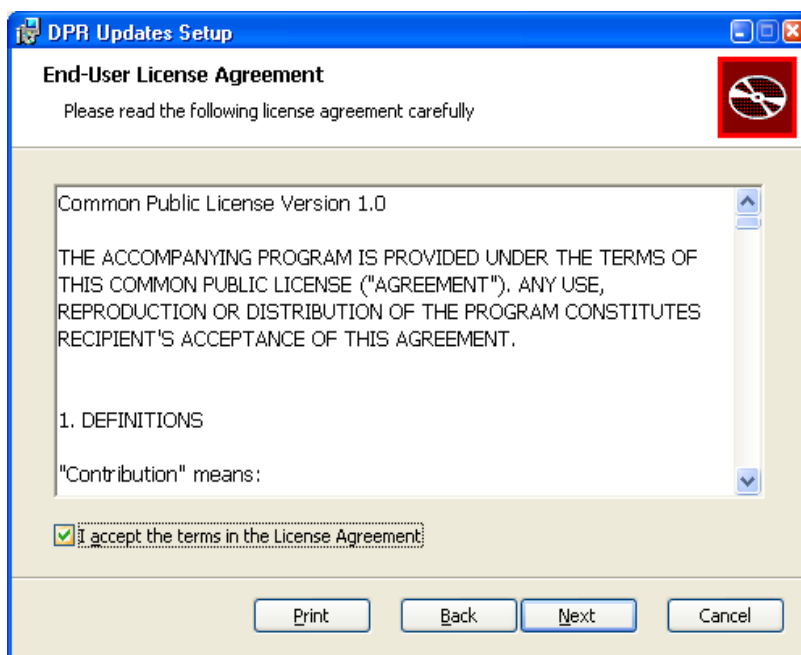 DPR Updates Setup
End-User License Agreement
Please read the following license agreement carefully
Common Public License Version 1.0
THE ACCOMPANYING PROGRAM IS PROVIDED UNDER THE TERMS OF
THIS COMMON PUBLIC LICENSE ("AGREEMENT"). ANY USE,
REPRODUCTION OR DISTRIBUTION OF THE PROGRAM CONSTITUTES
RECIPIENT'S ACCEPTANCE OF THIS AGREEMENT.
1. DEFINITIONS
"Contribution" means:
I accept the terms in the License Agreement
Print Back Next Cancel